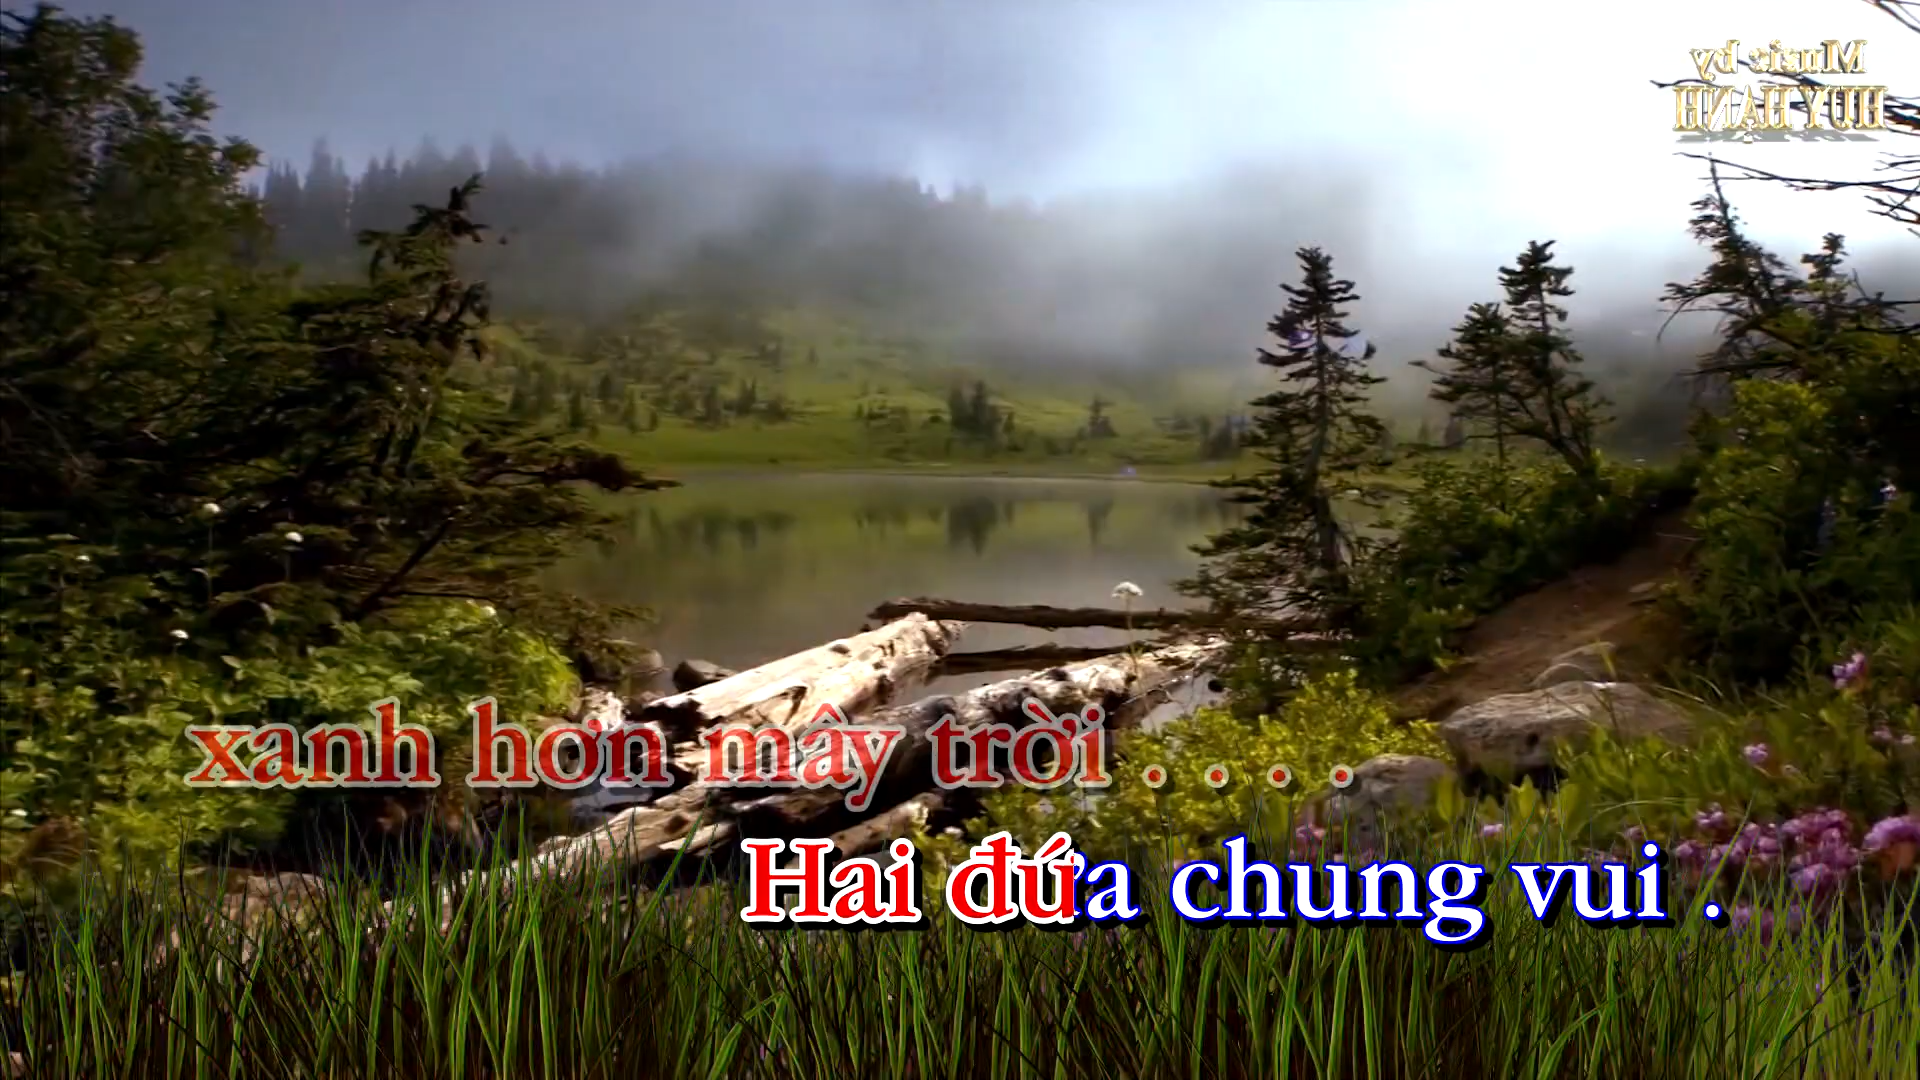 Music by
HUY HẠNH
xanh hơn mây trời . . . .
Hai đứa chung vui .